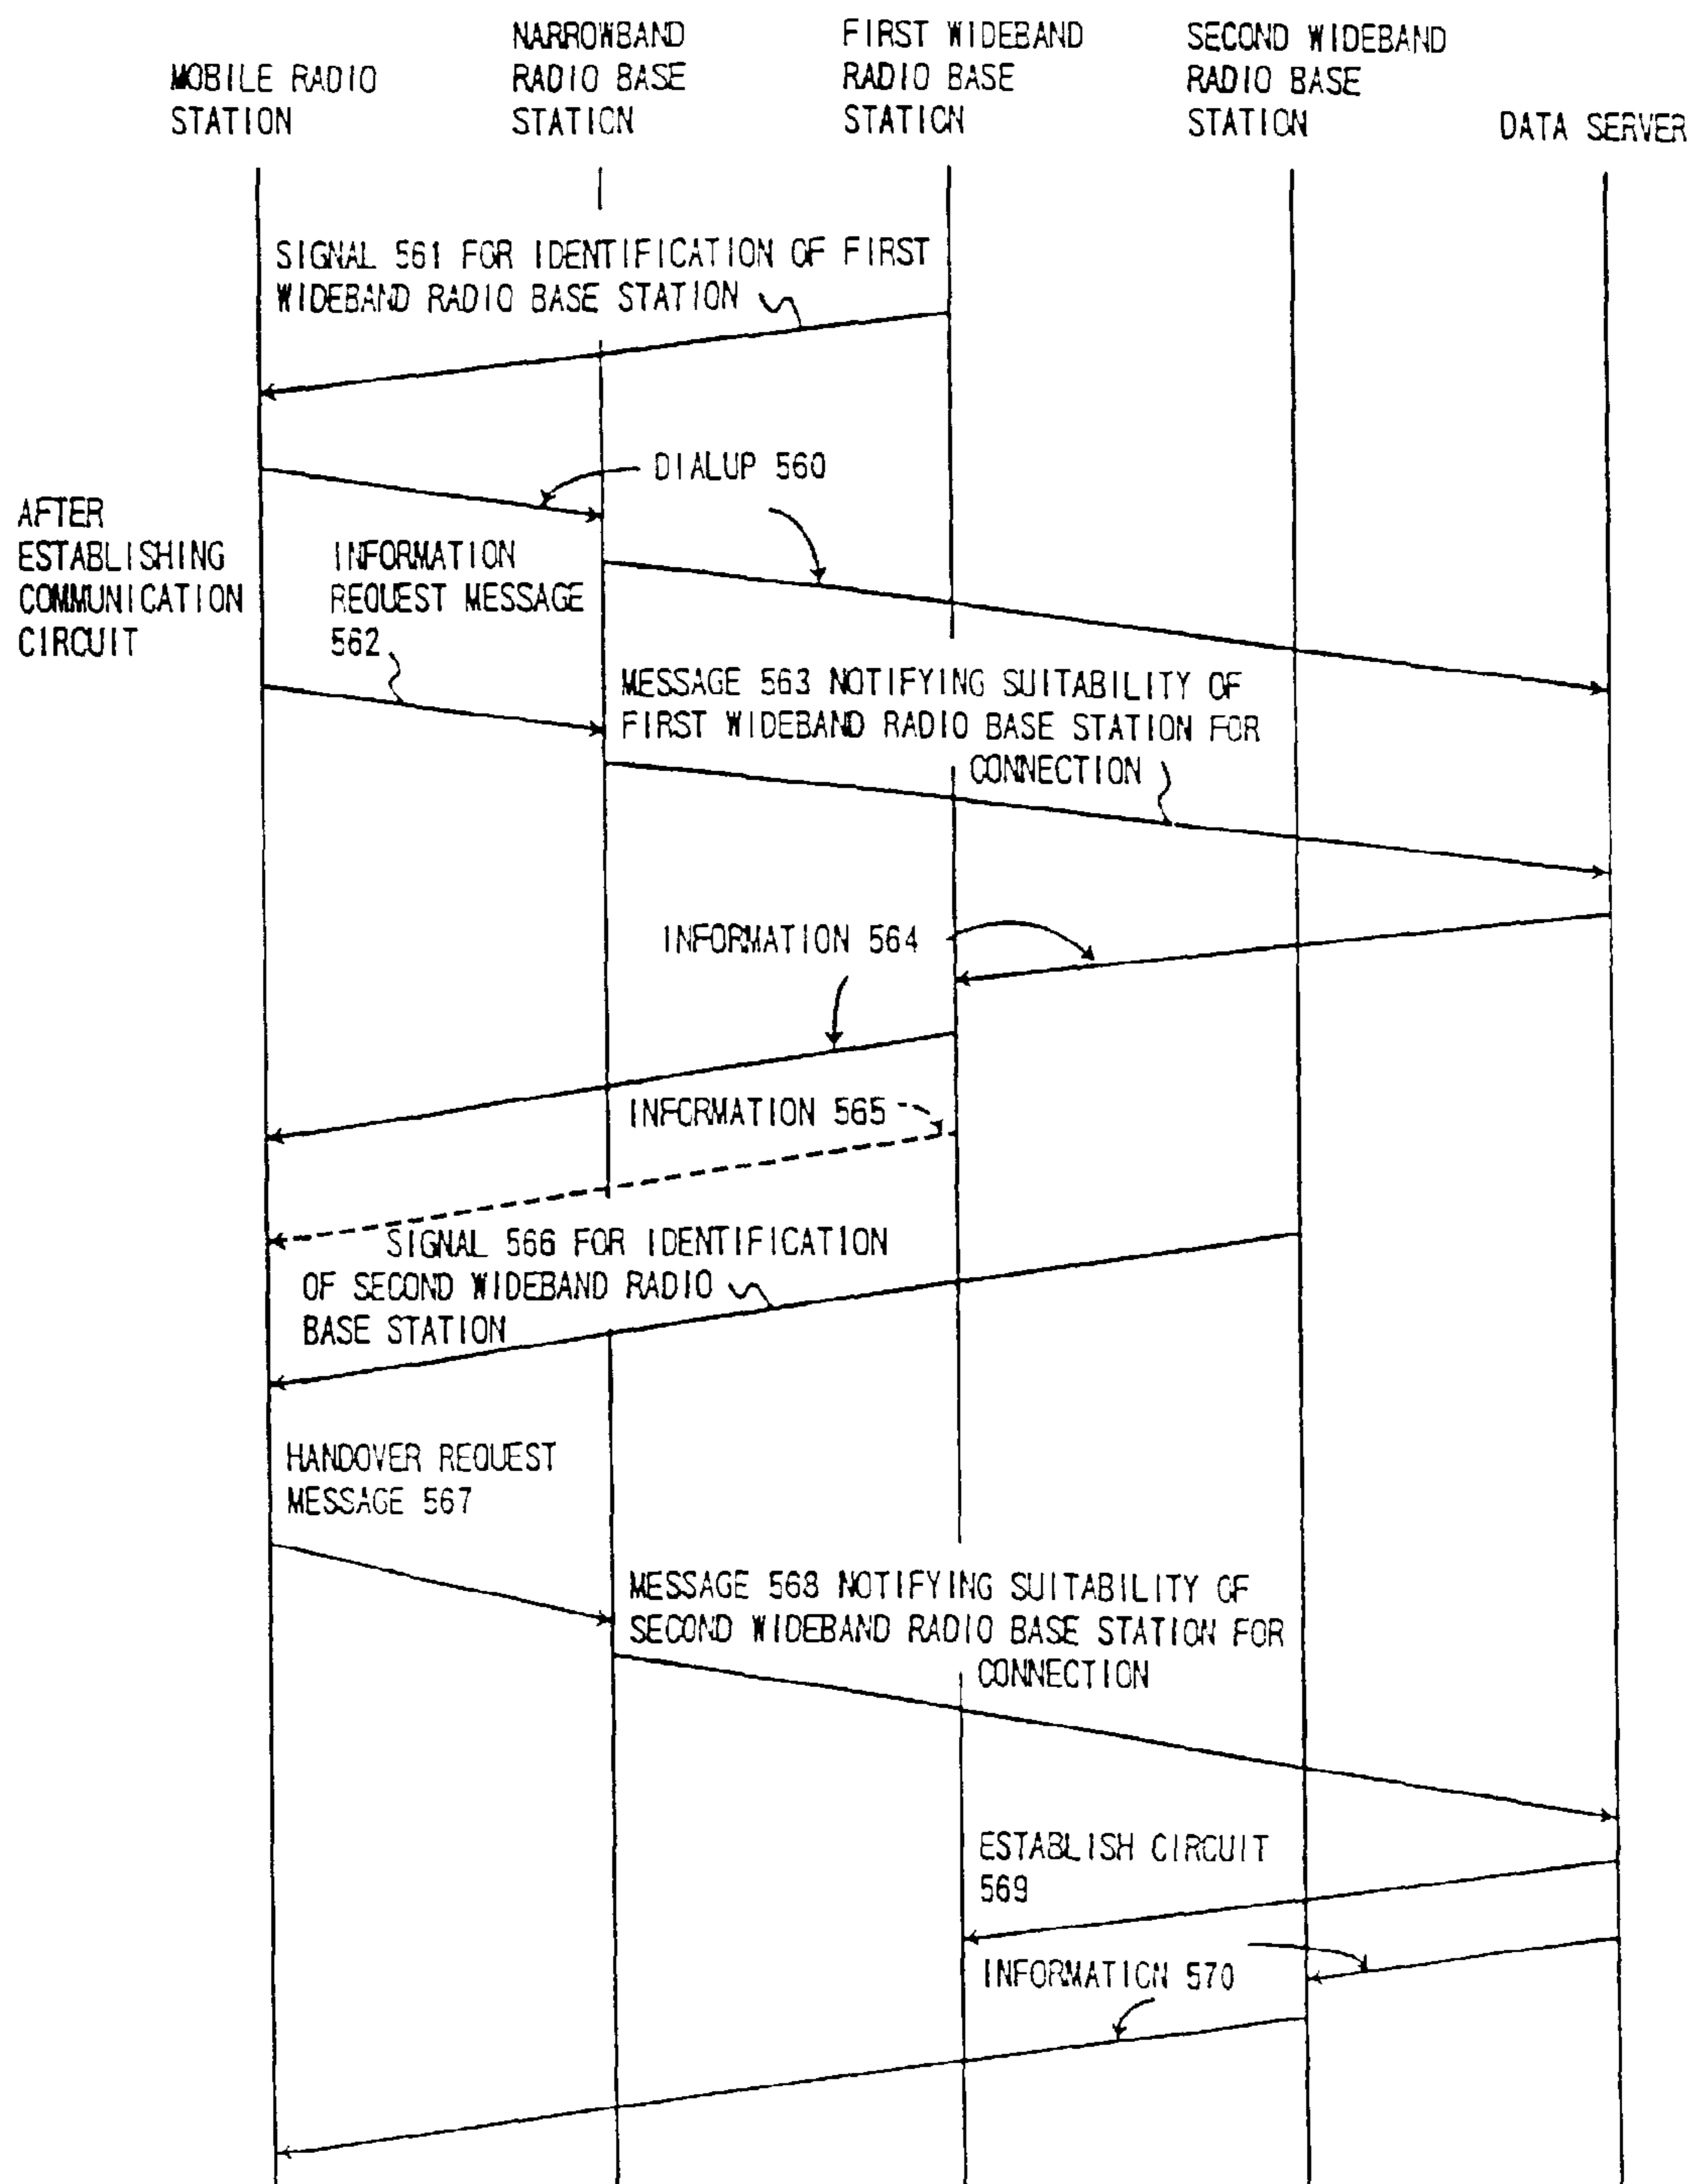 MOBILE RADIO
STATION
NARROWBAND
RADIO BASE
STATION
FIRST WIDEBAND
RADIO BASE
STATION
SECOND WIDEBAND
RADIO BASE
STATION
DATA SERVER
SIGNAL 561 FOR IDENTIFICATION OF FIRST
WIDEBAND RADIO BASE STATION
DIALUP 560
AFTER
ESTABLISHING
COMMUNICATION
CIRCUIT
INFORMATION
REQUEST MESSAGE
562
MESSAGE 563 NOTIFYING SUITABILITY OF
FIRST WIDEBAND RADIO BASE STATION FOR
CONNECTION
INFORMATION 564
INFORMATION 565
SIGNAL 566 FOR IDENTIFICATION
OF SECOND WIDEBAND RADIO
BASE STATION
HANDOVER REQUEST
MESSAGE 567
MESSAGE 568 NOTIFYING SUITABILITY OF
SECOND WIDEBAND RADIO BASE STATION FOR
CONNECTION
ESTABLISH CIRCUIT
569
INFORMATION 570